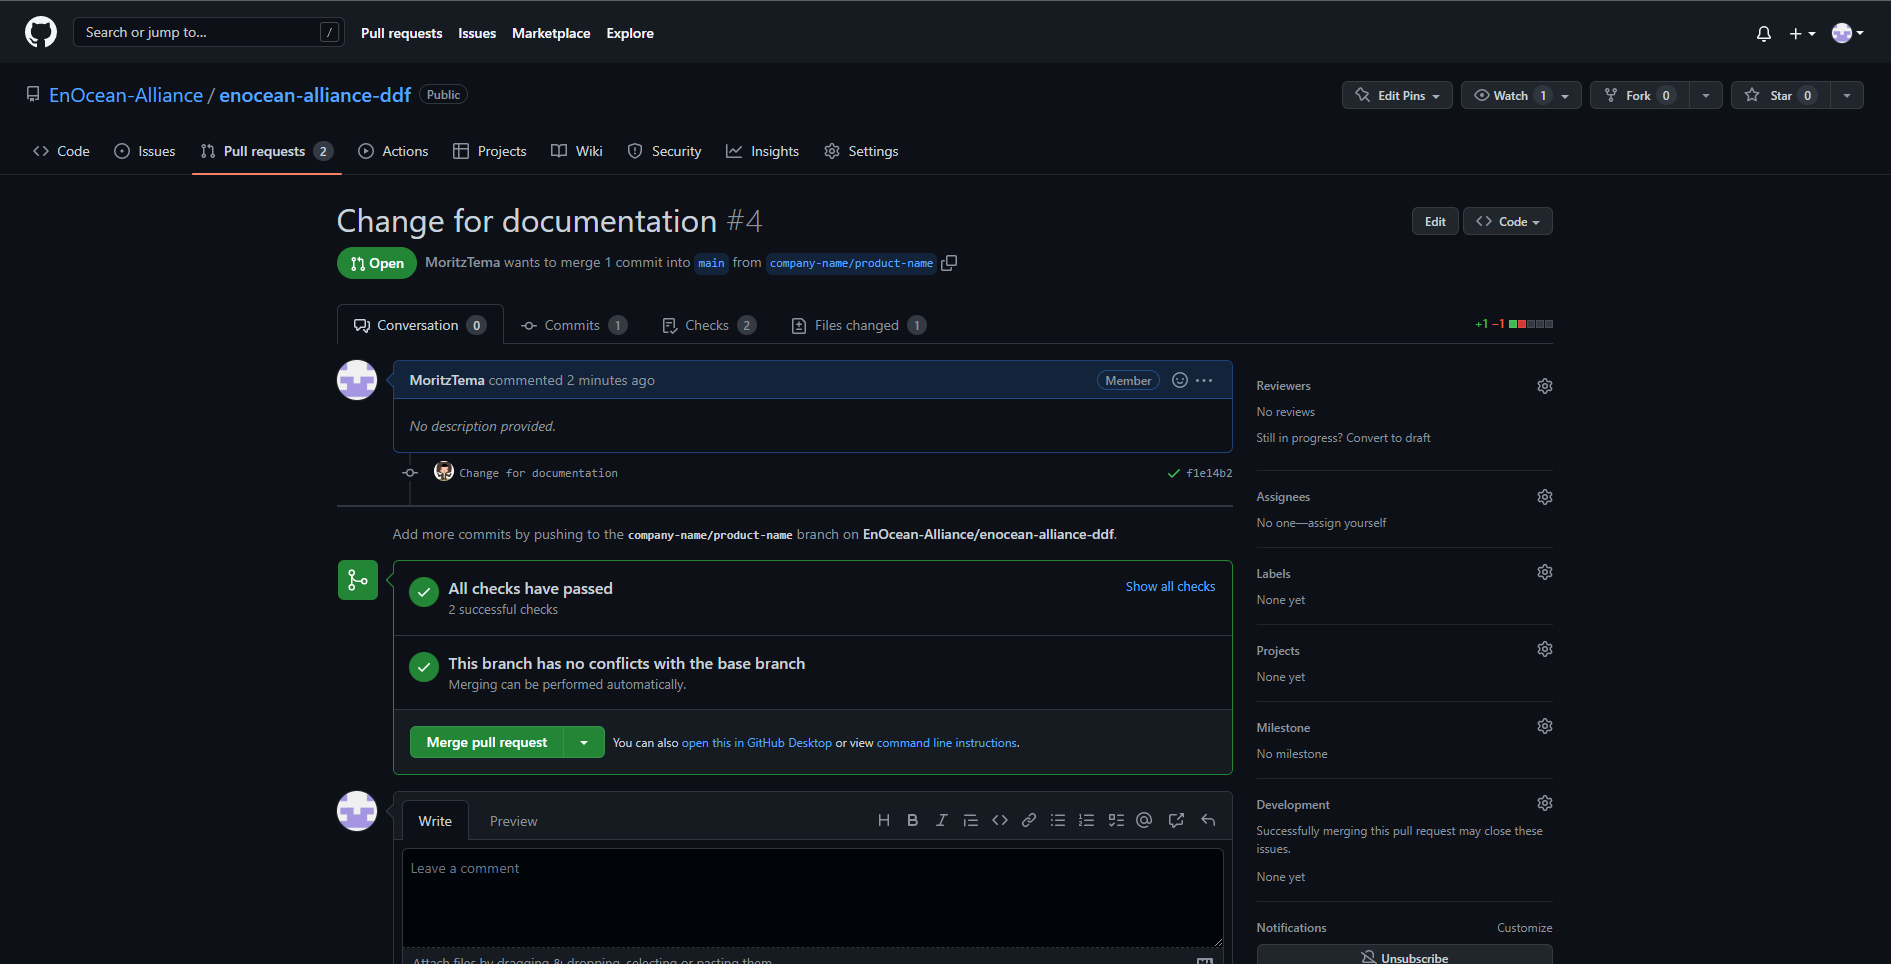 Search or jump to... /
Pull requests Issues Marketplace Explore
EnOcean-Alliance / enocean-alliance-ddf Public
Edit Pins Watch 1 Fork 0 Star 0
Code Issues Pull requests 2 Actions Projects Wiki Security Insights Settings
Change for documentation #4
Edit Code
Open MoritzTema wants to merge 1 commit into main from company-name/product-name
Conversation 0 Commits 1 Checks 2 Files changed 1
+1 −1
MoritzTema commented 2 minutes ago Member
No description provided.
Change for documentation f1e14b2
Add more commits by pushing to the company-name/product-name branch on EnOcean-Alliance/enocean-alliance-ddf.
All checks have passed
2 successful checks
Show all checks
This branch has no conflicts with the base branch
Merging can be performed automatically.
Merge pull request You can also open this in GitHub Desktop or view command line instructions.
Write Preview
Leave a comment
Attach files by dragging & dropping, selecting or pasting them.
Reviewers
No reviews
Still in progress? Convert to draft
Assignees
No one—assign yourself
Labels
None yet
Projects
None yet
Milestone
No milestone
Development
Successfully merging this pull request may close these
issues.
None yet
Notifications Customize
Unsubscribe